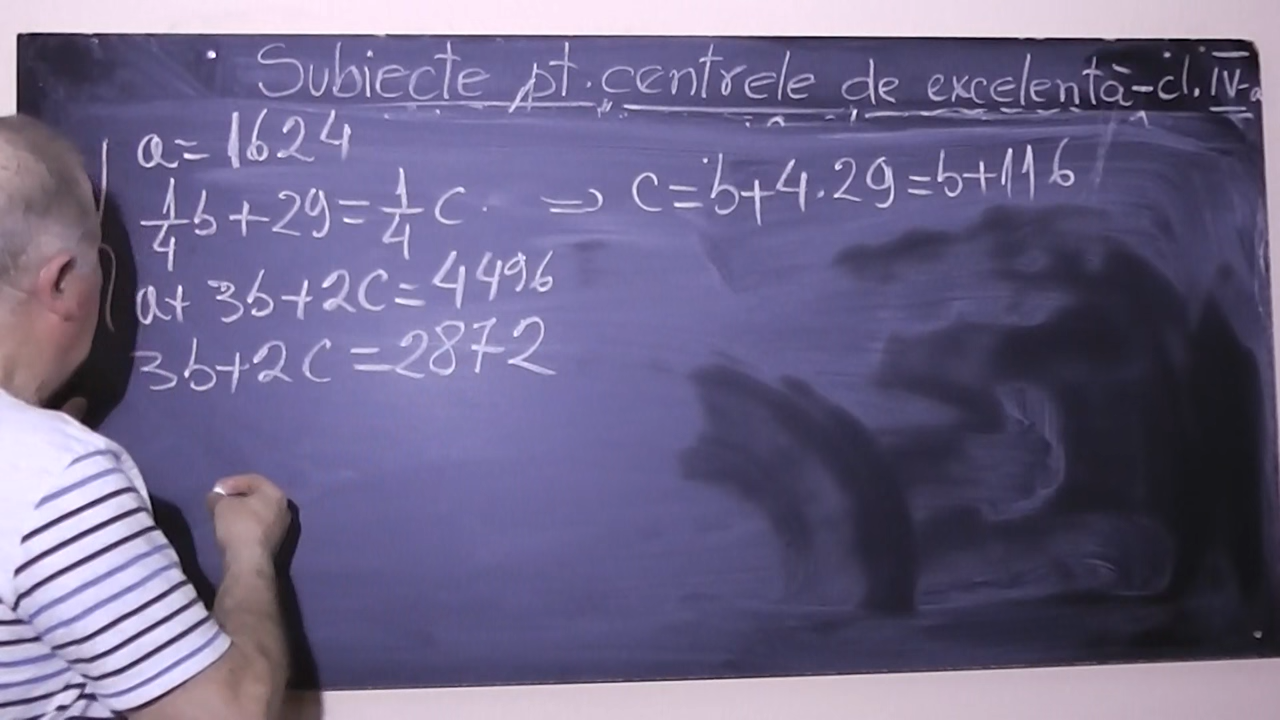 Subiecte pt. centrele de excelentă-cl. IV-a
a=1624
1/4 b+29=1/4 c. ⇒ c=b+4.29=b+116
a+3b+2c=4496
3b+2c=2872